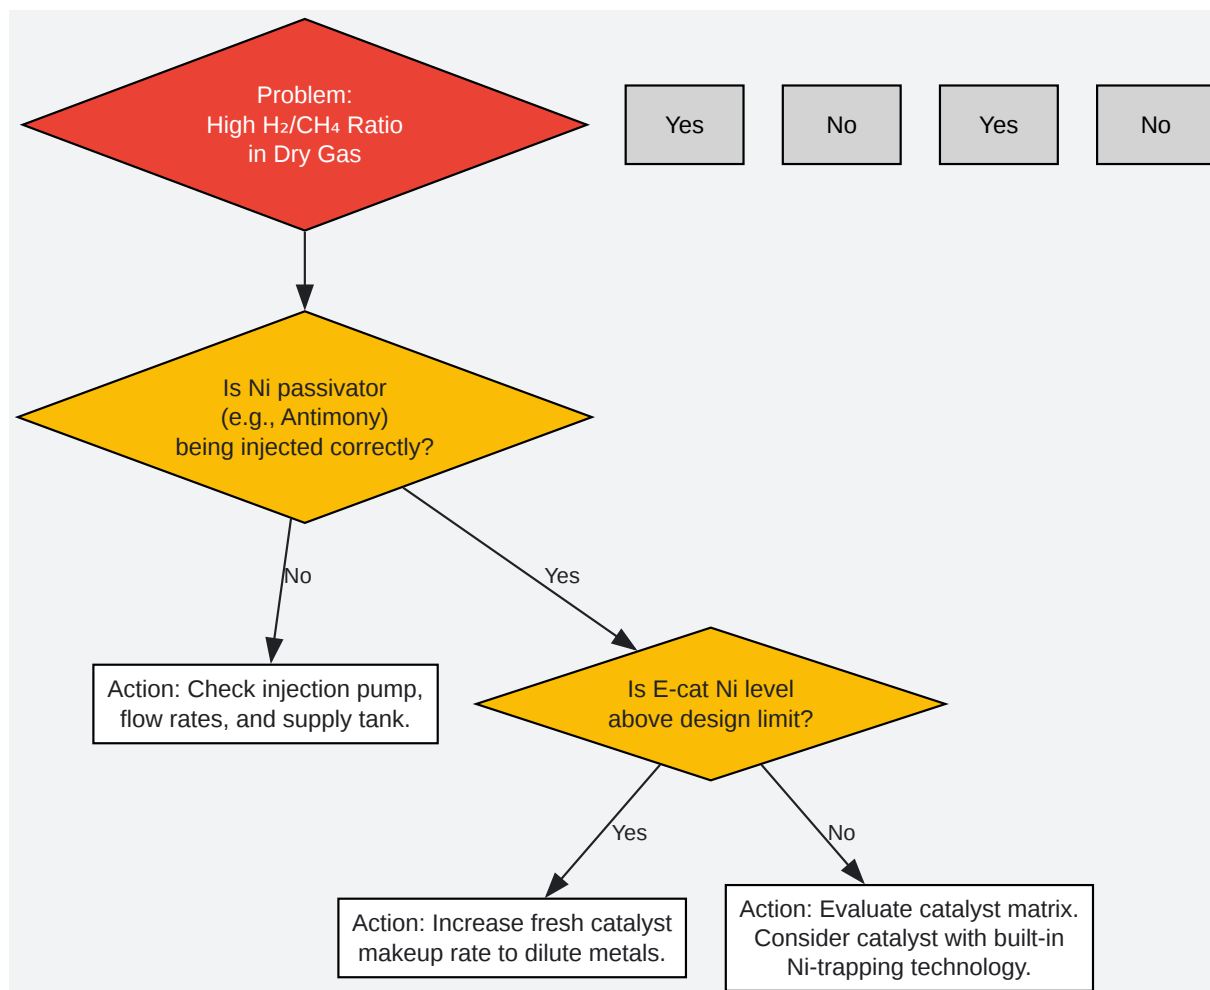 Problem:
High H₂/CH₄ Ratio
in Dry Gas
Yes
No
Yes
No
Is Ni passivator
(e.g., Antimony)
being injected correctly?
No
Yes
Action: Check injection pump,
flow rates, and supply tank.
Is E-cat Ni level
above design limit?
Yes
No
Action: Increase fresh catalyst
makeup rate to dilute metals.
Action: Evaluate catalyst matrix.
Consider catalyst with built-in
Ni-trapping technology.